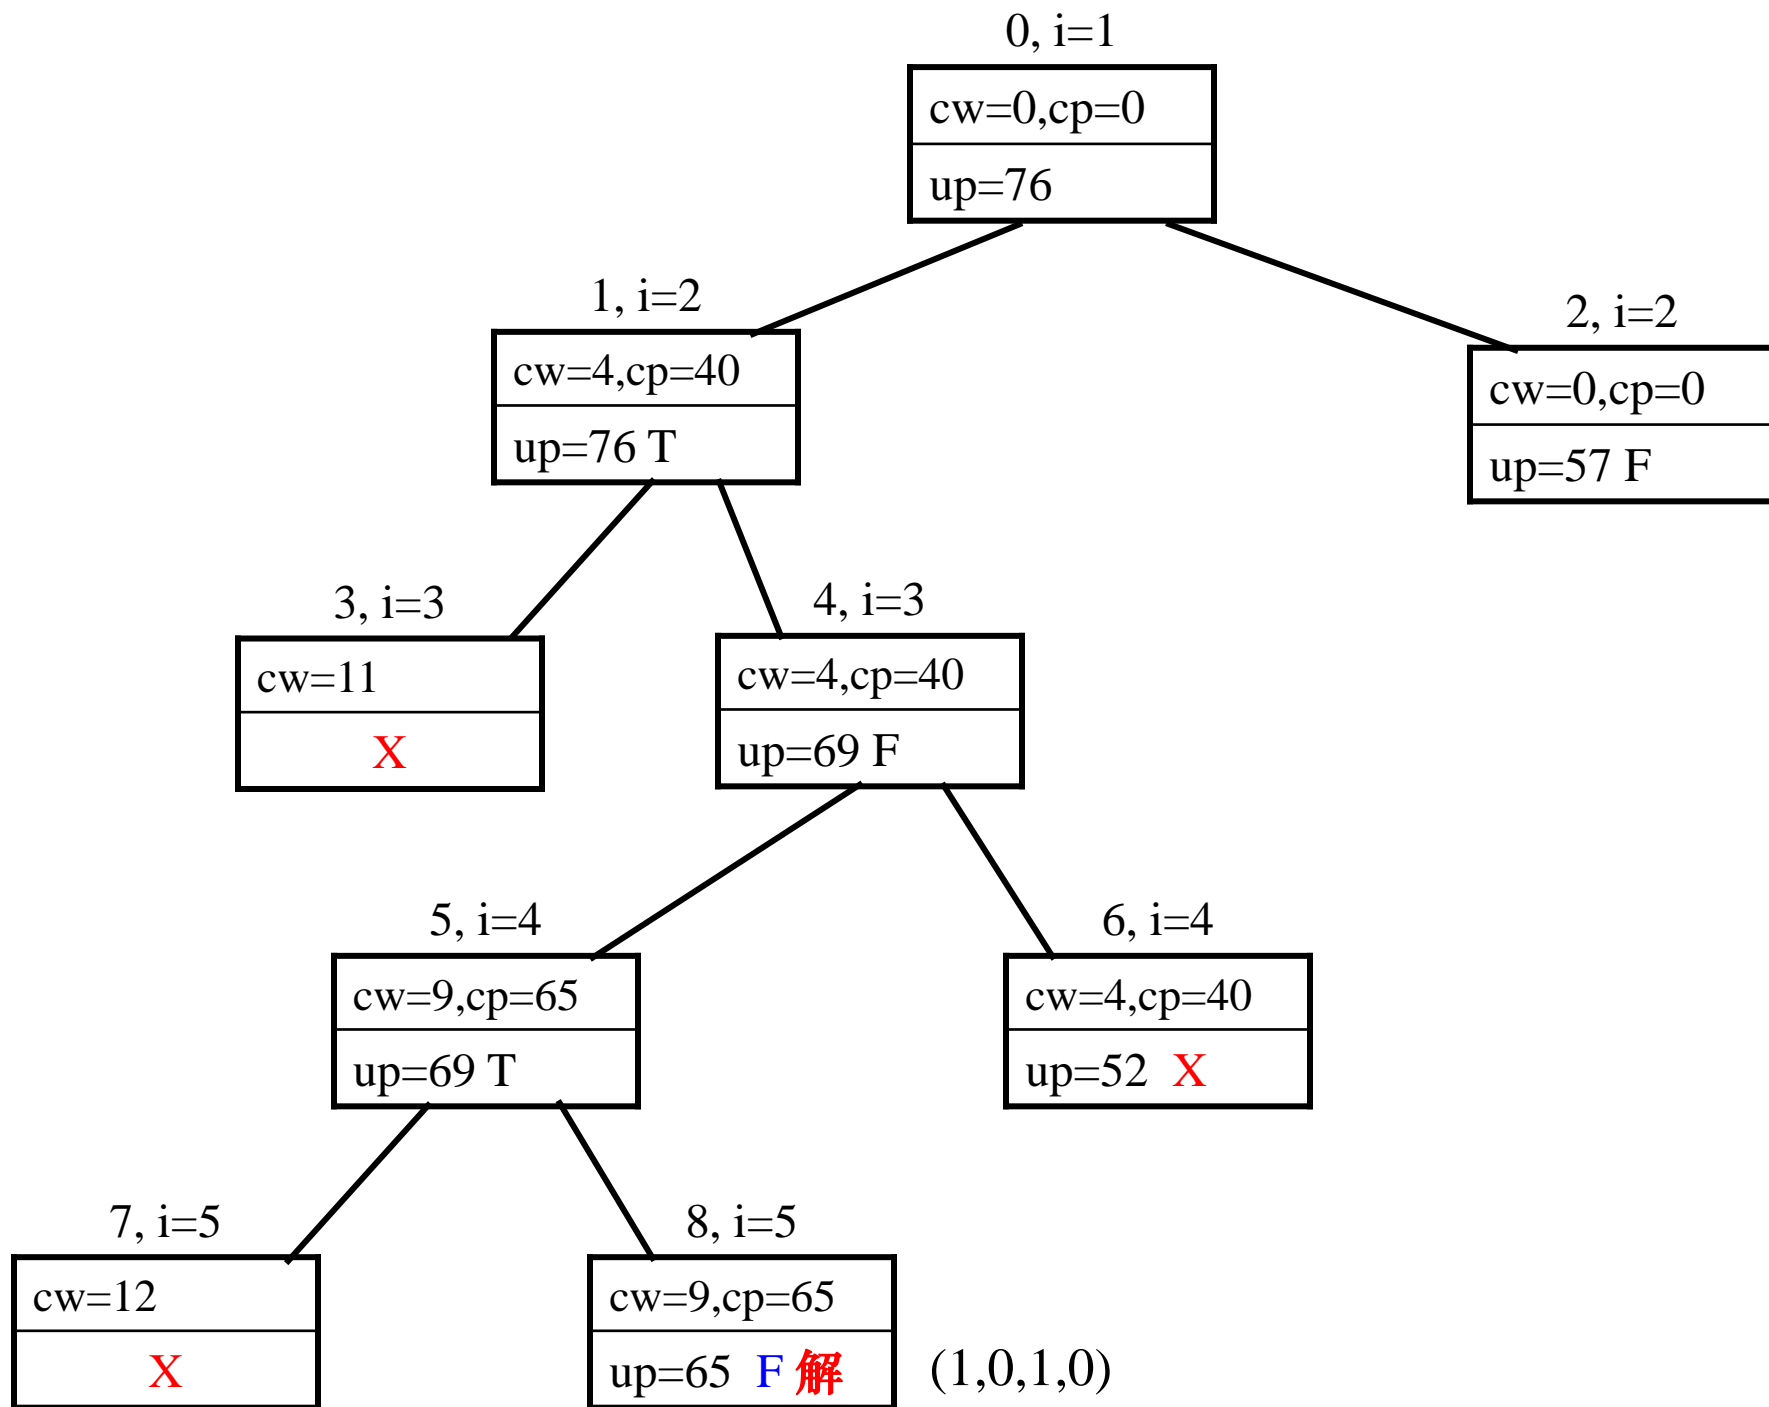 0, i=1
cw=0,cp=0
up=76
1, i=2
cw=4,cp=40
up=76 T
2, i=2
cw=0,cp=0
up=57 F
3, i=3
cw=11
X
4, i=3
cw=4,cp=40
up=69 F
5, i=4
cw=9,cp=65
up=69 T
6, i=4
cw=4,cp=40
up=52 X
7, i=5
cw=12
X
8, i=5
cw=9,cp=65
up=65 F 解
(1,0,1,0)